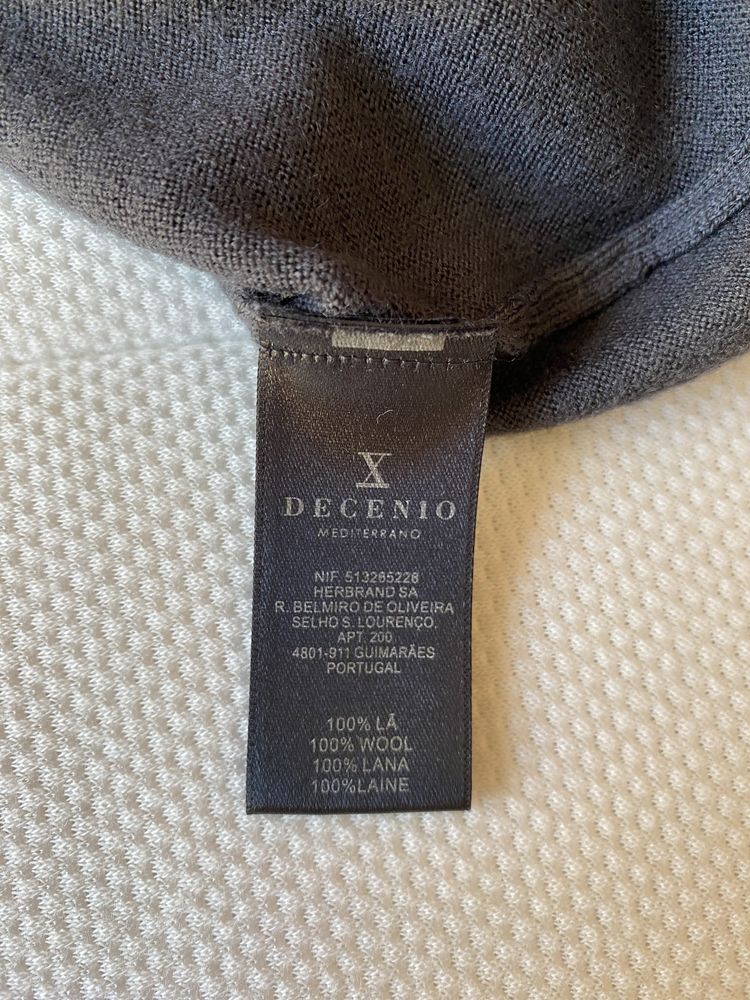 X
DECENIO
MEDITERRANO
NIF. 513265228
HERBRAND SA
R. BELMIRO DE OLIVEIRA
SELHO S. LOURENÇO,
APT. 200
4801-911 GUIMARÃES
PORTUGAL
100% LÃ
100% WOOL
100% LANA
100%LAINE